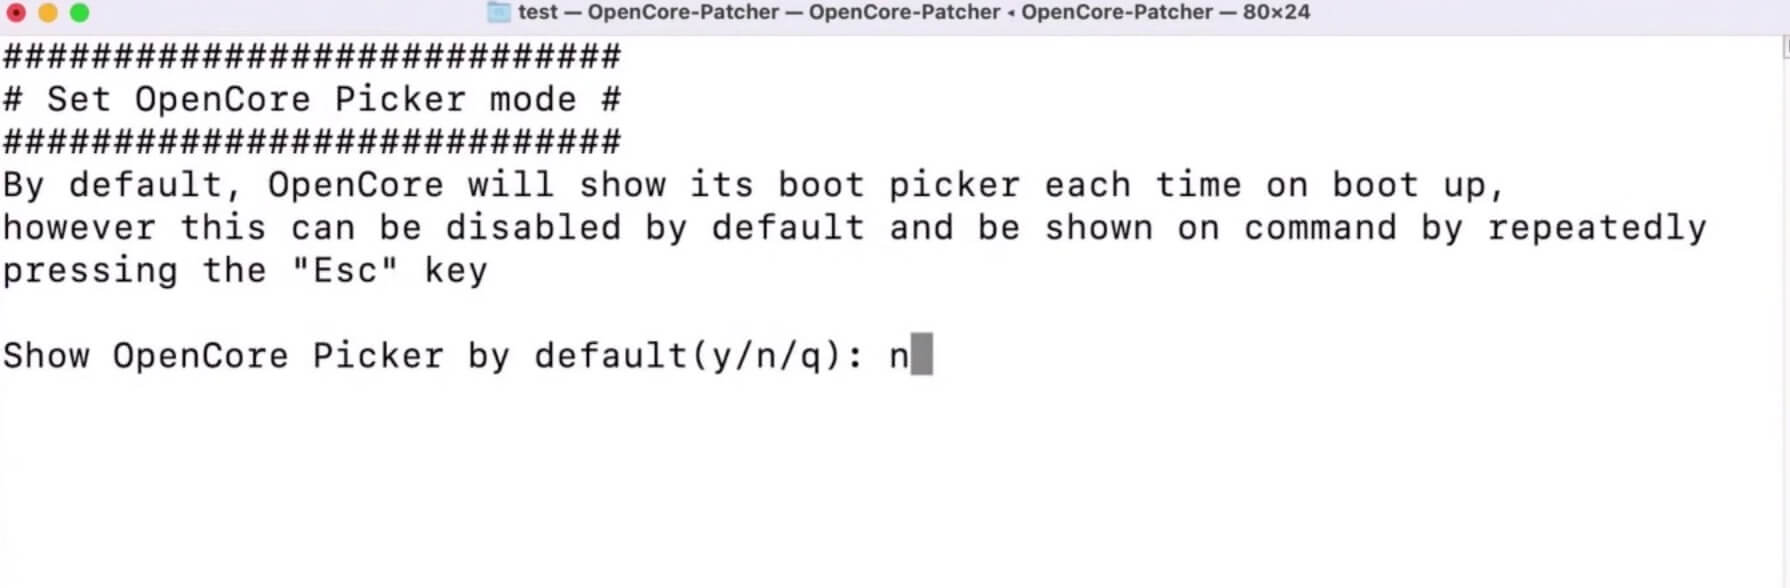 test — OpenCore-Patcher — OpenCore-Patcher ◂ OpenCore-Patcher — 80×24
############################
# Set OpenCore Picker mode #
############################
By default, OpenCore will show its boot picker each time on boot up,
however this can be disabled by default and be shown on command by repeatedly
pressing the "Esc" key
Show OpenCore Picker by default(y/n/q): n